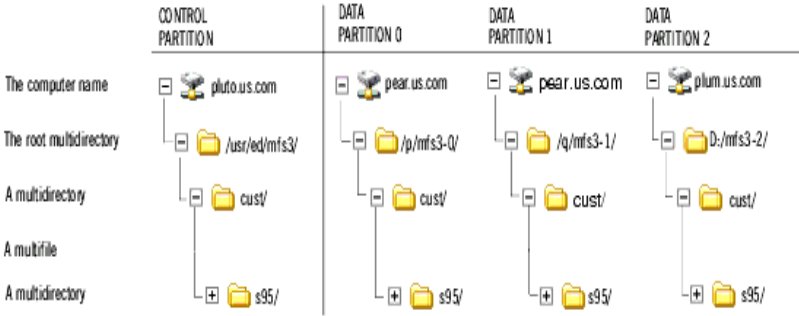 CONTROL PARTITION
DATA PARTITION 0
DATA PARTITION 1
DATA PARTITION 2
The computer name pluto.us.com pear.us.com pear.us.com plum.us.com
The root multidirectory /usr/ed/mfs3/ /p/mfs3-0/ /q/mfs3-1/ D:/mfs3-2/
A multidirectory cust/ cust/ cust/ cust/
A multifile
A multidirectory s95/ s95/ s95/ s95/